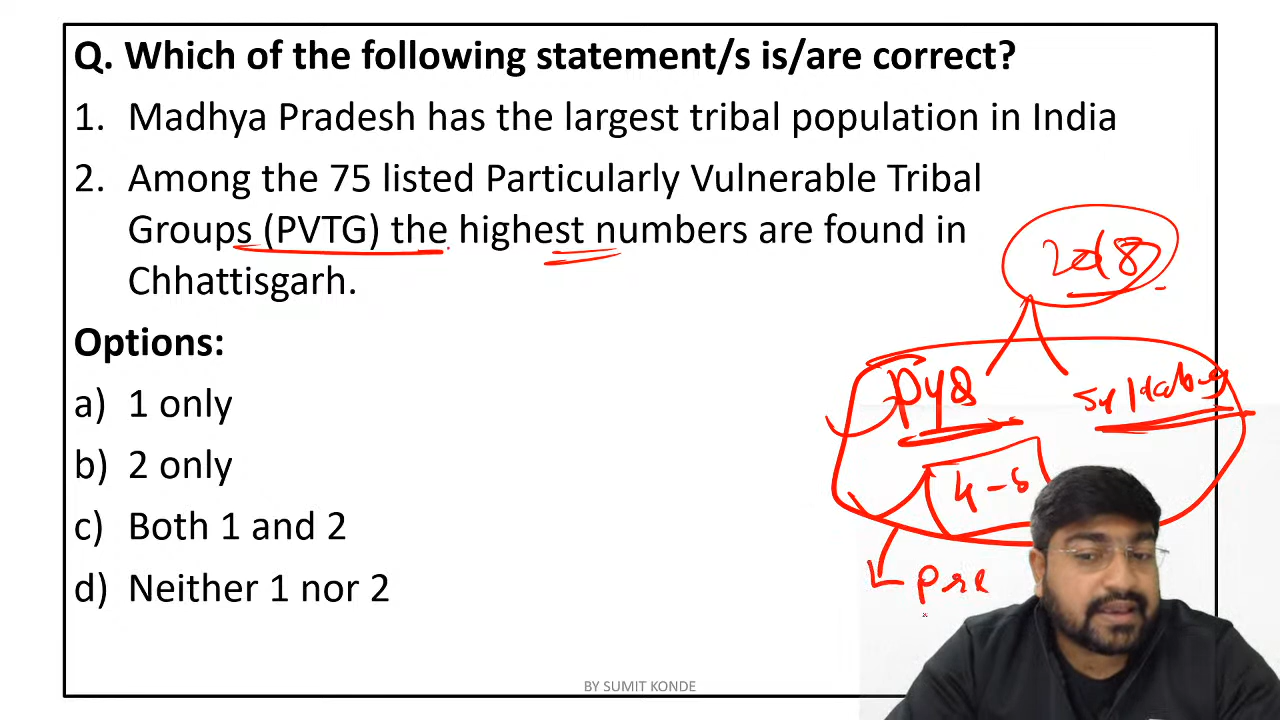 Q. Which of the following statement/s is/are correct?
1. Madhya Pradesh has the largest tribal population in India
2. Among the 75 listed Particularly Vulnerable Tribal
Groups (PVTG) the highest numbers are found in
Chhattisgarh.
2018
Options:
PYQ
Syllabus
a) 1 only
b) 2 only
c) Both 1 and 2
d) Neither 1 nor 2
Pre
BY SUMIT KONDE